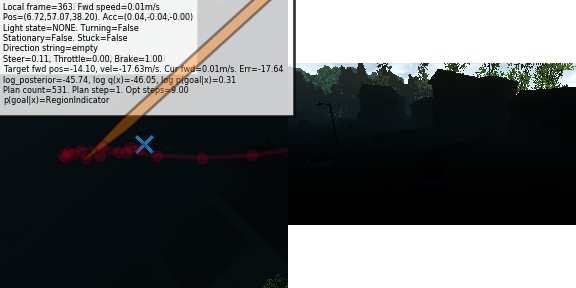 Local frame=363. Fwd speed=0.01m/s
Pos=(6.72,57.07,38.20). Acc=(0.04,-0.04,-0.00)
Light state=NONE. Turning=False
Stationary=False. Stuck=False
Direction string=empty
Steer=0.11, Throttle=0.00, Brake=1.00
Target fwd pos=-14.10, vel=-17.63m/s. Cur fwd=0.01m/s. Err=-17.64
log_posterior=-45.74, log q(x)=-46.05, log p(goal|x)=0.31
Plan count=531. Plan step=1. Opt steps=9.00
p(goal|x)=RegionIndicator